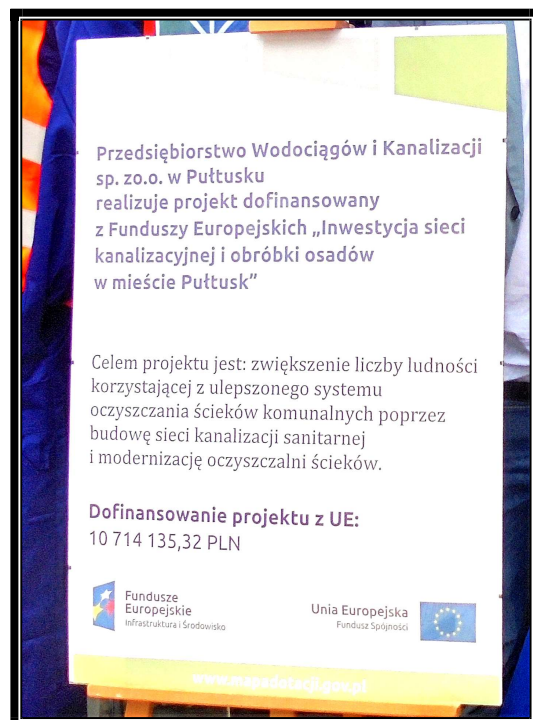 Przedsiębiorstwo Wodociągów i Kanalizacji
sp. zo.o. w Pułtusku
realizuje projekt dofinansowany
z Funduszy Europejskich „Inwestycja sieci
kanalizacyjnej i obróbki osadów
w mieście Pułtusk”
Celem projektu jest: zwiększenie liczby ludności
korzystającej z ulepszonego systemu
oczyszczania ścieków komunalnych poprzez
budowę sieci kanalizacji sanitarnej
i modernizację oczyszczalni ścieków.
Dofinansowanie projektu z UE:
10 714 135,32 PLN
Fundusze
Europejskie
Infrastruktura i Środowisko
Unia Europejska
Fundusz Spójności
www.mapadotacji.gov.pl